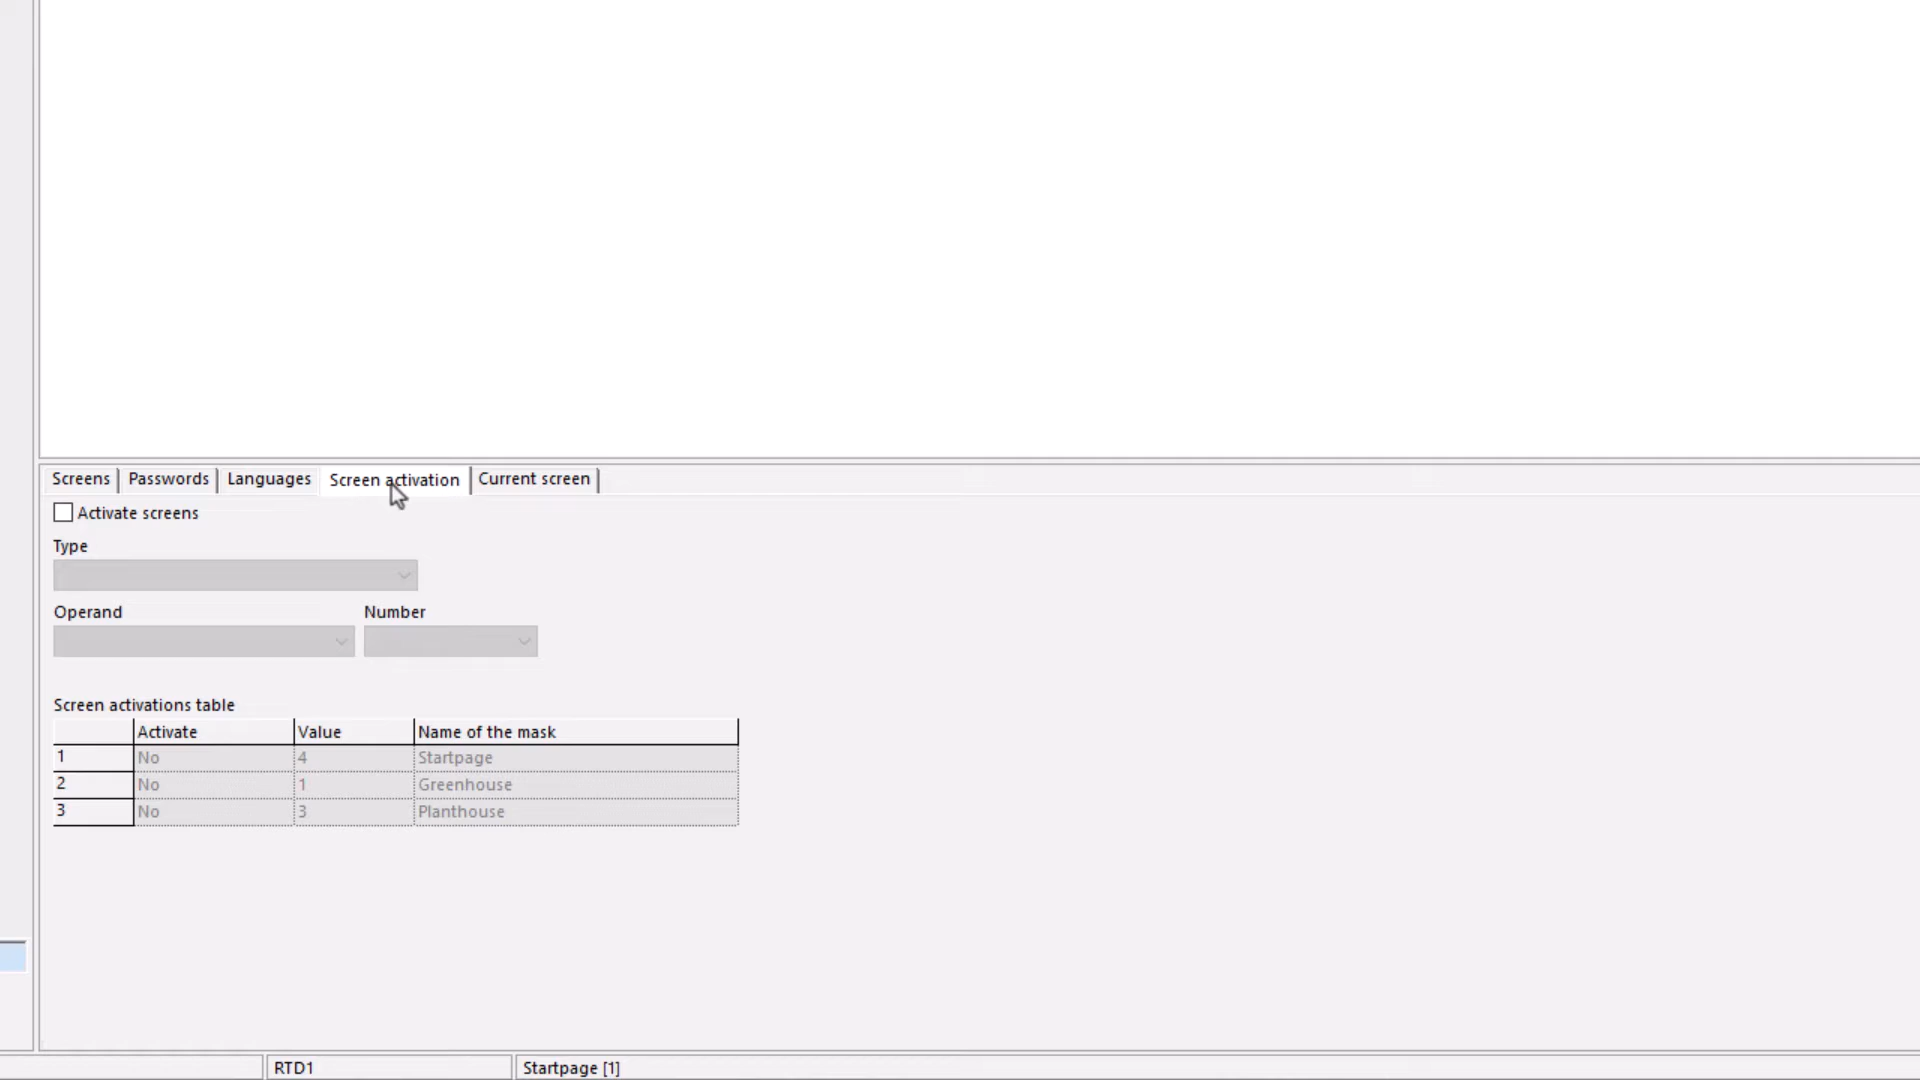 Screens Passwords Languages Screen activation Current screen
Activate screens
Type
Operand Number
Screen activations table
Activate Value Name of the mask
1 No 4 Startpage
2 No 1 Greenhouse
3 No 3 Planthouse
RTD1 Startpage [1]